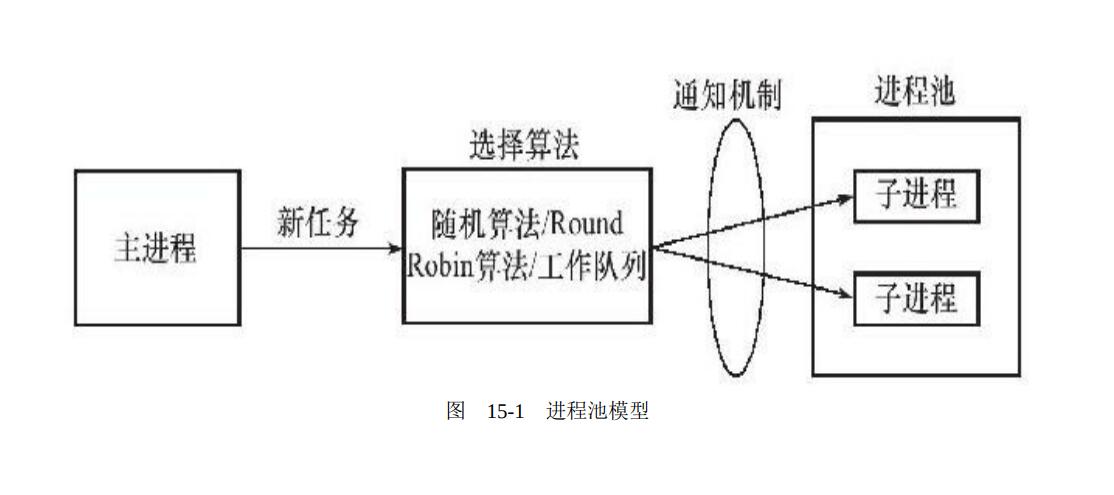 主进程
新任务
选择算法
随机算法/Round
Robin算法/工作队列
通知机制
进程池
子进程
子进程
图 15-1 进程池模型